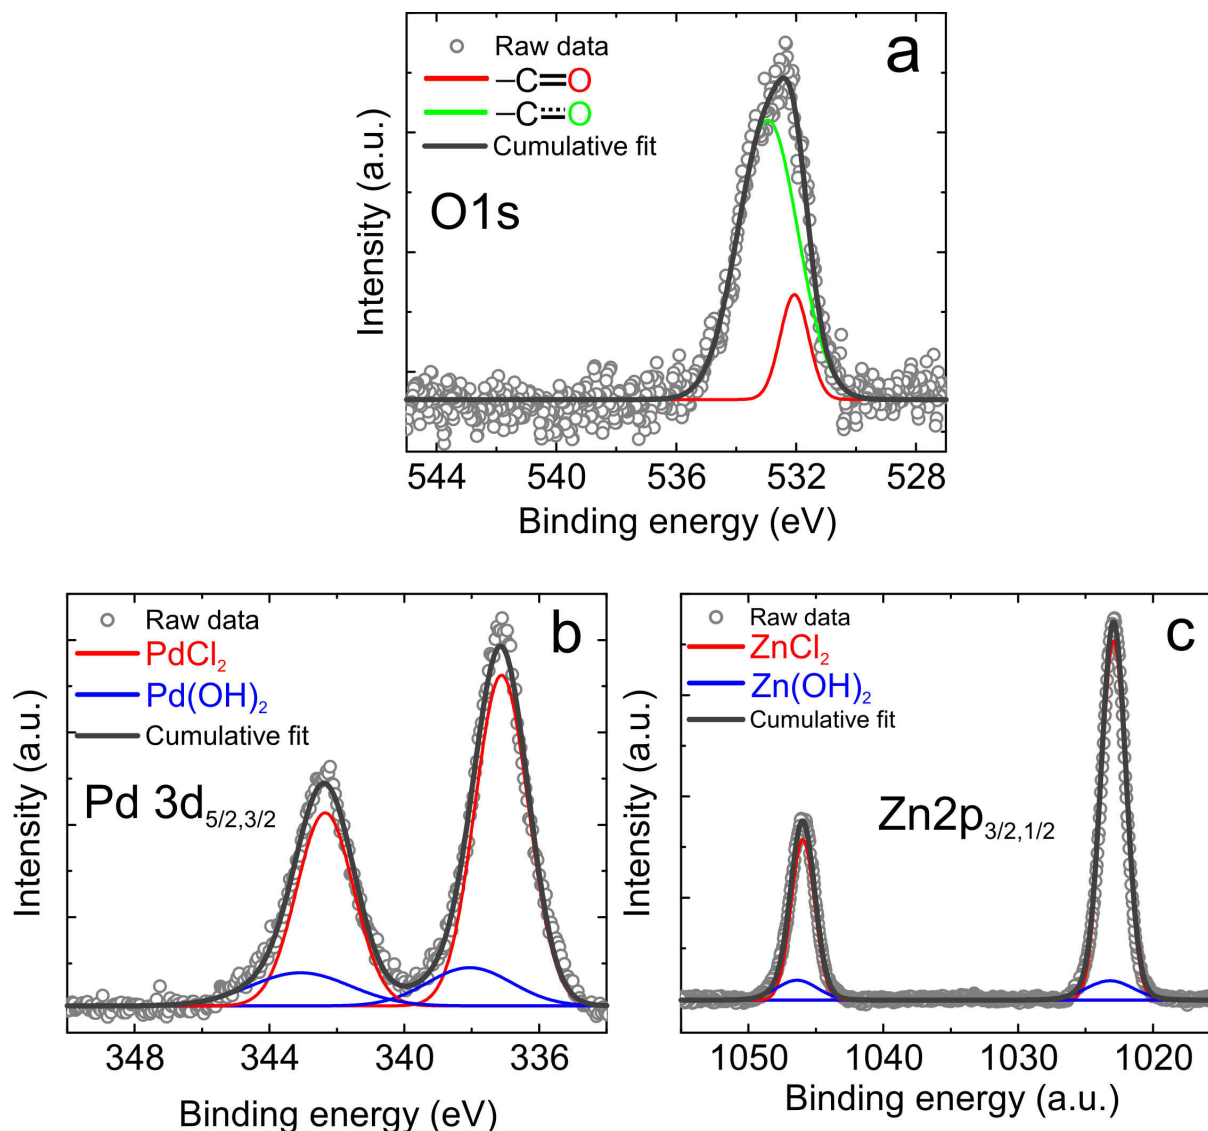 a
Raw data
–C=O
–C=O
Cumulative fit
O1s
Intensity (a.u.)
544 540 536 532 528
Binding energy (eV)
b
Raw data
PdCl₂
Pd(OH)₂
Cumulative fit
Pd 3d5/2,3/2
Intensity (a.u.)
348 344 340 336
Binding energy (eV)
c
Raw data
ZnCl₂
Zn(OH)₂
Cumulative fit
Zn2p3/2,1/2
Intensity (a.u.)
1050 1040 1030 1020
Binding energy (a.u.)